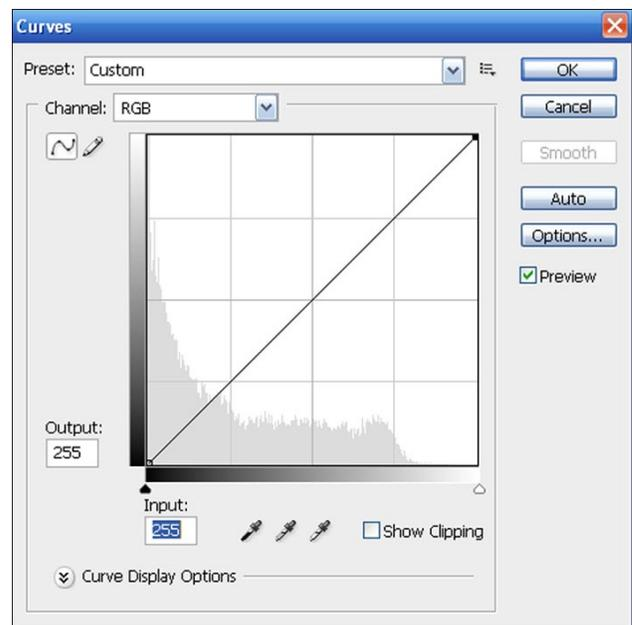 Curves
Preset: Custom
OK
Channel: RGB
Cancel
Smooth
Auto
Options...
Preview
Output:
255
Input:
255
Show Clipping
Curve Display Options